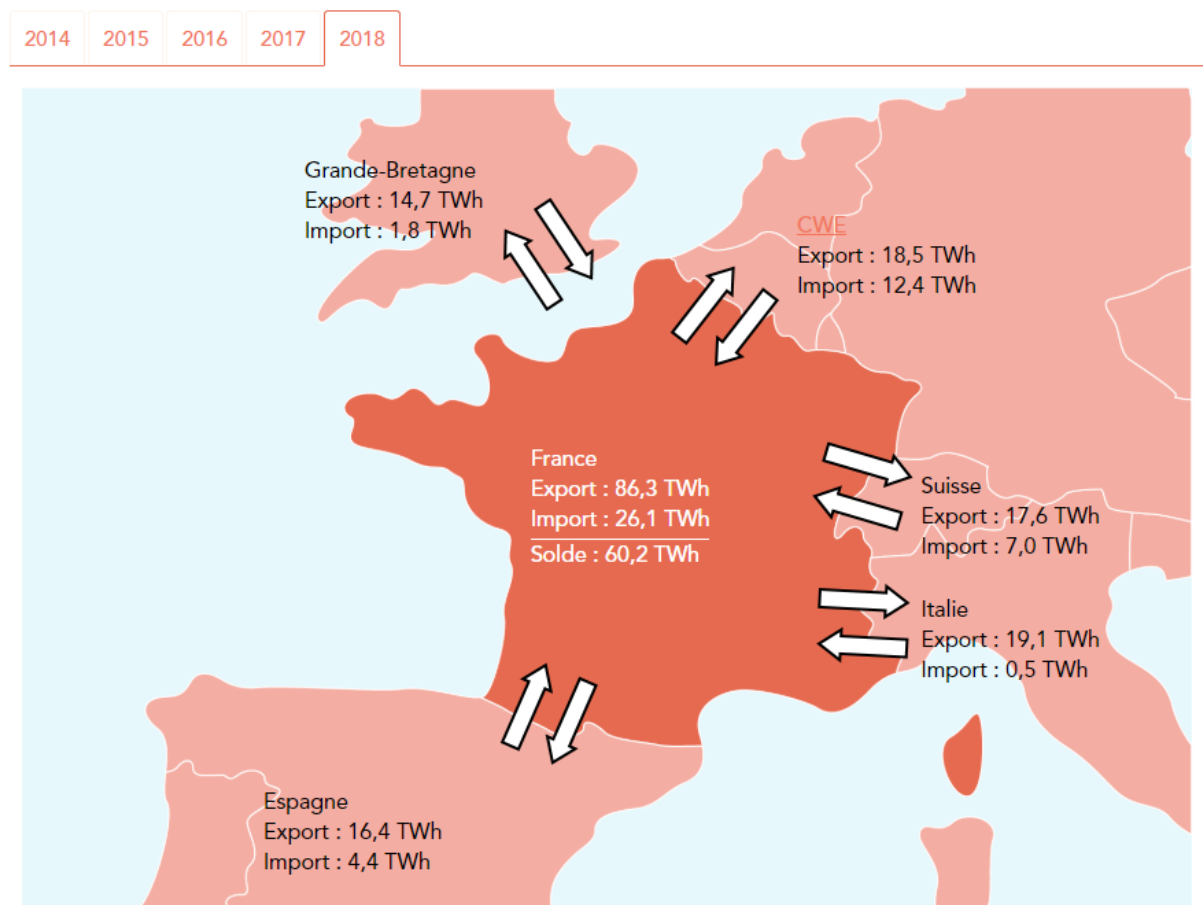 2014
2015
2016
2017
2018
Grande-Bretagne
Export : 14,7 TWh
Import : 1,8 TWh
CWE
Export : 18,5 TWh
Import : 12,4 TWh
France
Export : 86,3 TWh
Import : 26,1 TWh
Solde : 60,2 TWh
Suisse
Export : 17,6 TWh
Import : 7,0 TWh
Italie
Export : 19,1 TWh
Import : 0,5 TWh
Espagne
Export : 16,4 TWh
Import : 4,4 TWh